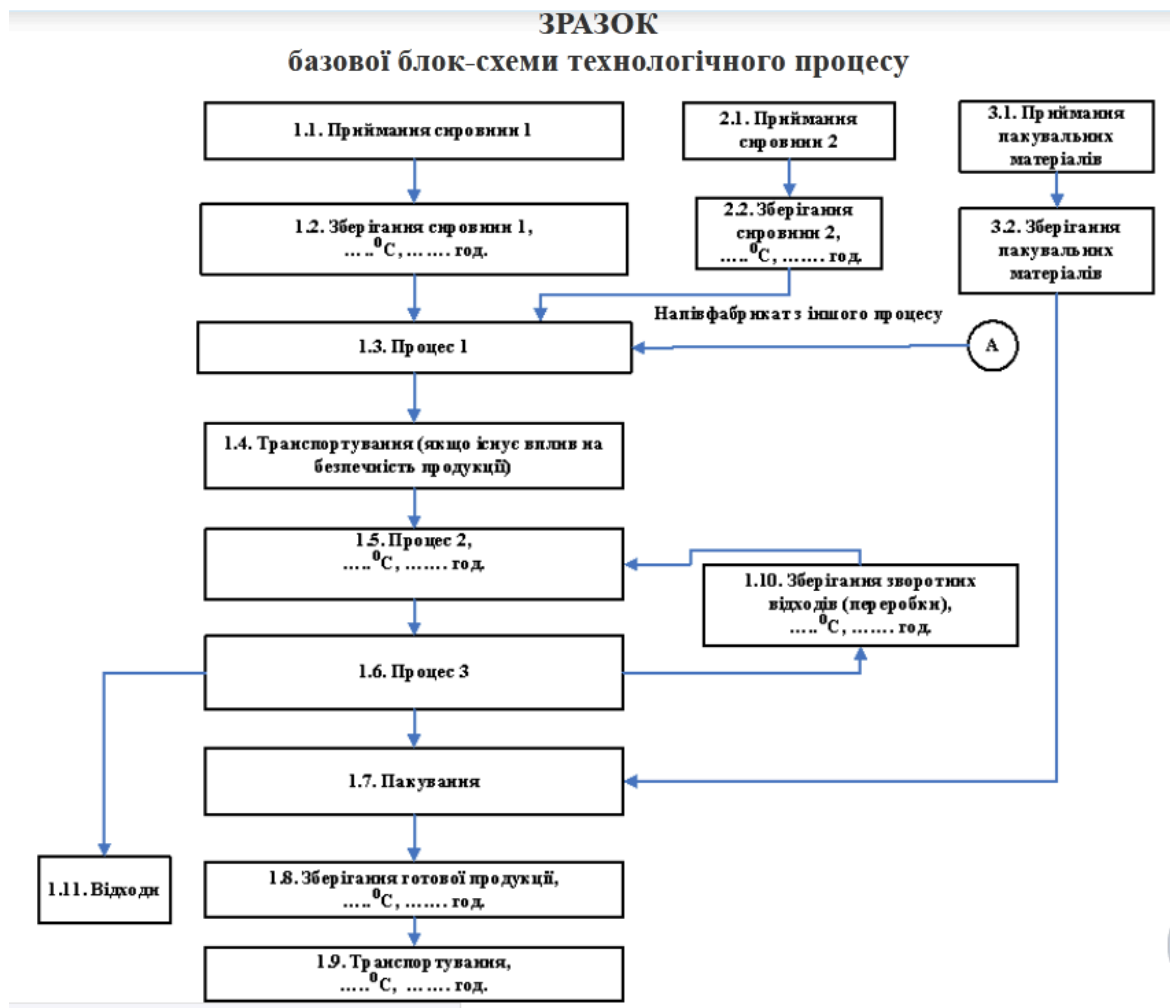 ЗРАЗОК
базової блок-схеми технологічного процесу
1.1. Приймання сировини 1
2.1. Приймання
сировини 2
3.1. Приймання
пакувальних
матеріалів
1.2. Зберігання сировини 1,
…..⁰С, ……. год.
2.2. Зберігання
сировини 2,
…..⁰С, ……. год.
3.2. Зберігання
пакувальних
матеріалів
Напівфабрикат з іншого процесу
1.3. Процес 1
А
1.4. Транспортування (якщо існує вплив на
безпечність продукції)
1.5. Процес 2,
…..⁰С, ……. год.
1.10. Зберігання зворотних
відходів (переробки),
…..⁰С, ……. год.
1.6. Процес 3
1.7. Пакування
1.11. Відходи
1.8. Зберігання готової продукції,
…..⁰С, ……. год.
1.9. Транспортування,
…..⁰С, ……. год.